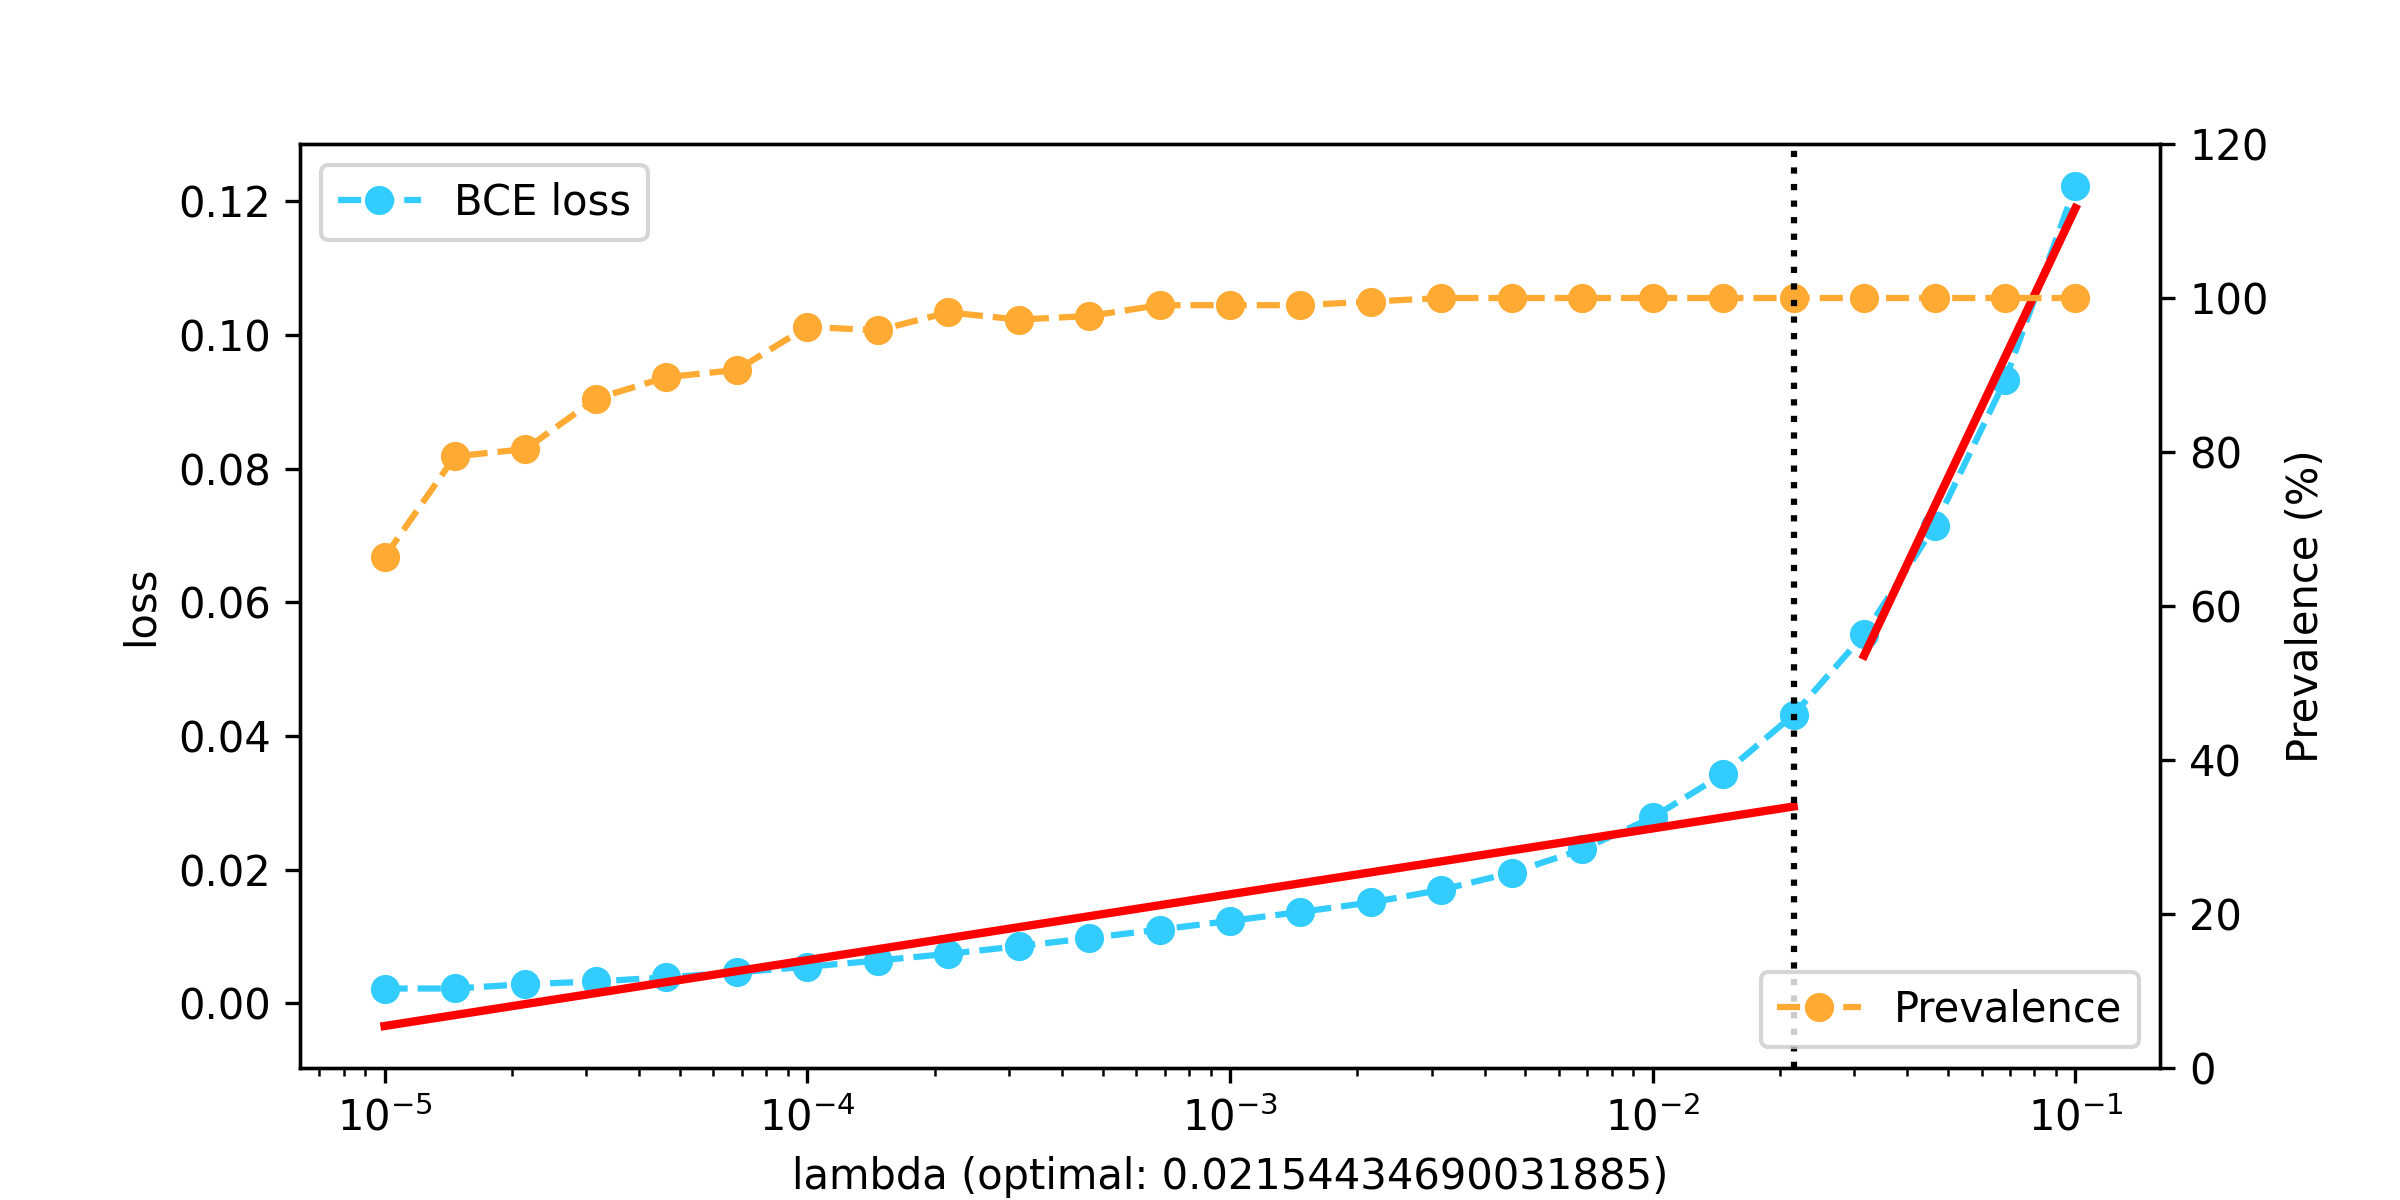 BCE loss
0.12
0.10
0.08
0.06
0.04
0.02
0.00
loss
120
100
80
60
40
20
0
Prevalence (%)
Prevalence
10⁻⁵ 10⁻⁴ 10⁻³ 10⁻² 10⁻¹
lambda (optimal: 0.02154434690031885)